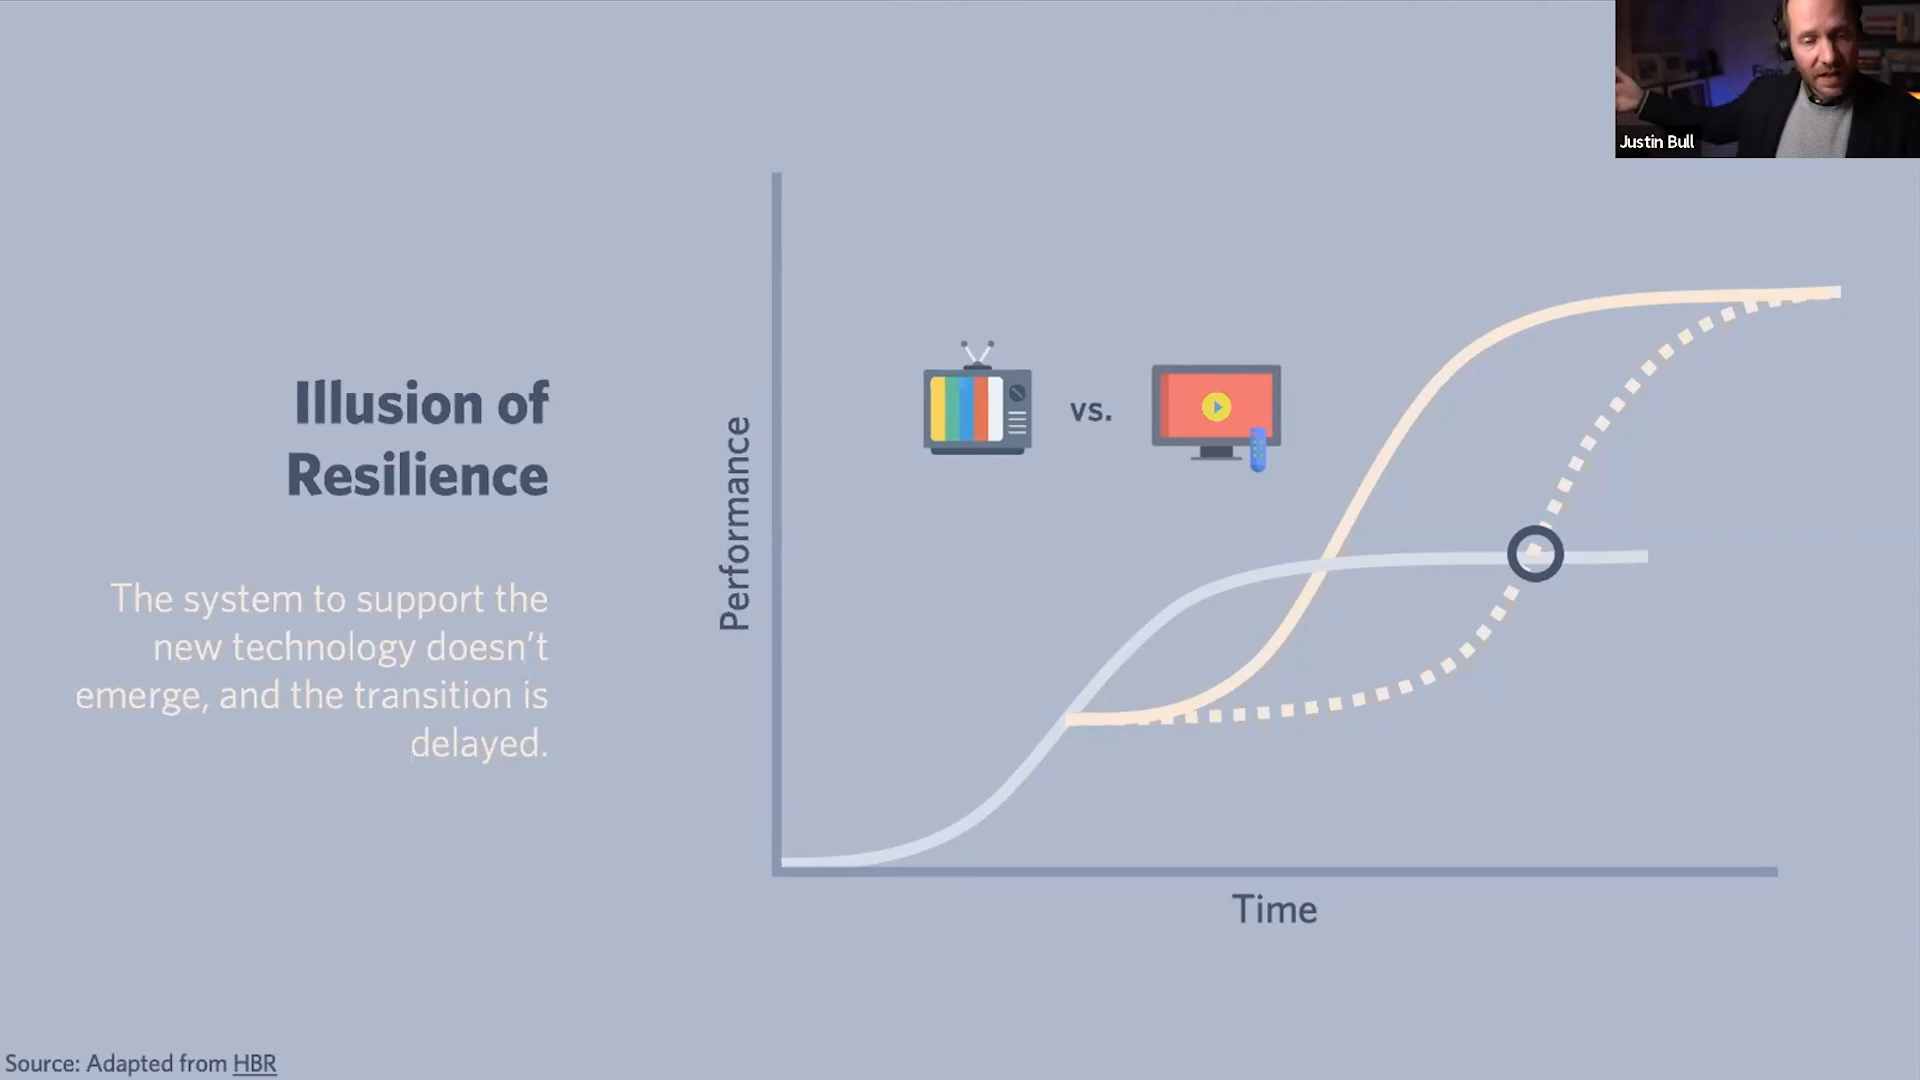 Justin Bull
Illusion of
Resilience
The system to support the
new technology doesn't
emerge, and the transition is
delayed.
vs.
Performance
Time
Source: Adapted from HBR